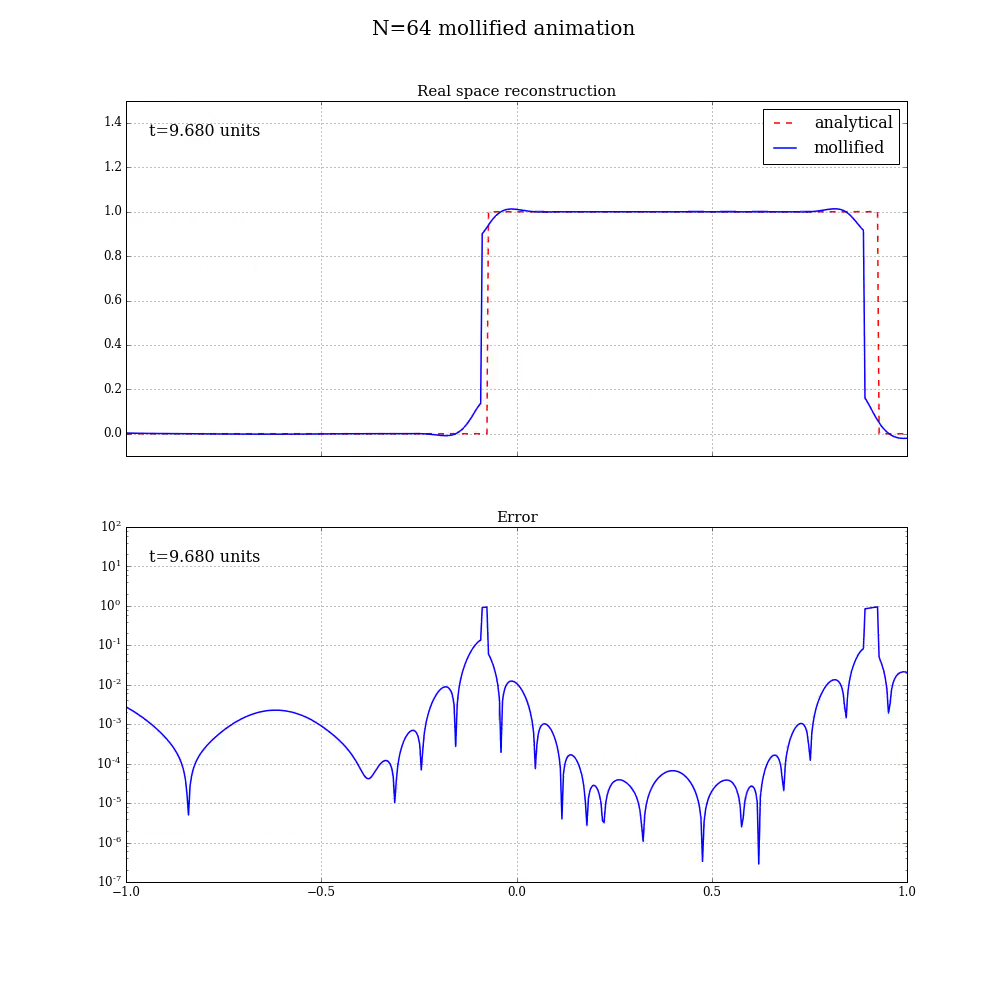 N=64 mollified animation
Real space reconstruction
t=9.680 units
analytical
mollified
1.4
1.2
1.0
0.8
0.6
0.4
0.2
0.0
Error
t=9.680 units
10²
10¹
10⁰
10⁻¹
10⁻²
10⁻³
10⁻⁴
10⁻⁵
10⁻⁶
10⁻⁷
−1.0 −0.5 0.0 0.5 1.0